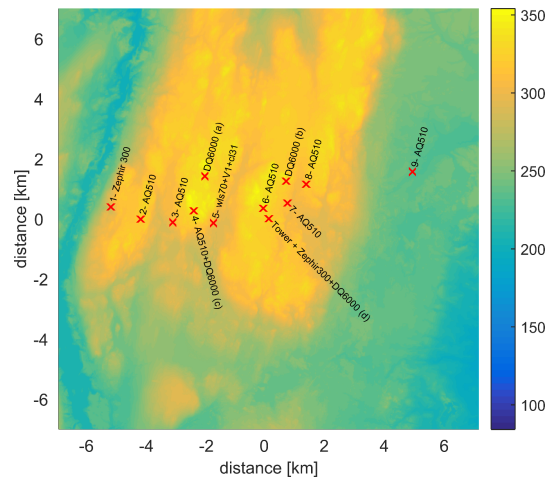 6
4
2
0
-2
-4
-6
distance [km]
-6 -4 -2 0 2 4 6
distance [km]
350
300
250
200
150
100
1- Zephir 300
2- AQ510
3- AQ510
DQ6000 (a)
4- AQ510+DQ6000 (c)
5- wls70+V1+cl31
6- AQ510
DQ6000 (b)
8- AQ510
7- AQ510
Tower + Zephir300+DQ6000 (d)
9- AQ510